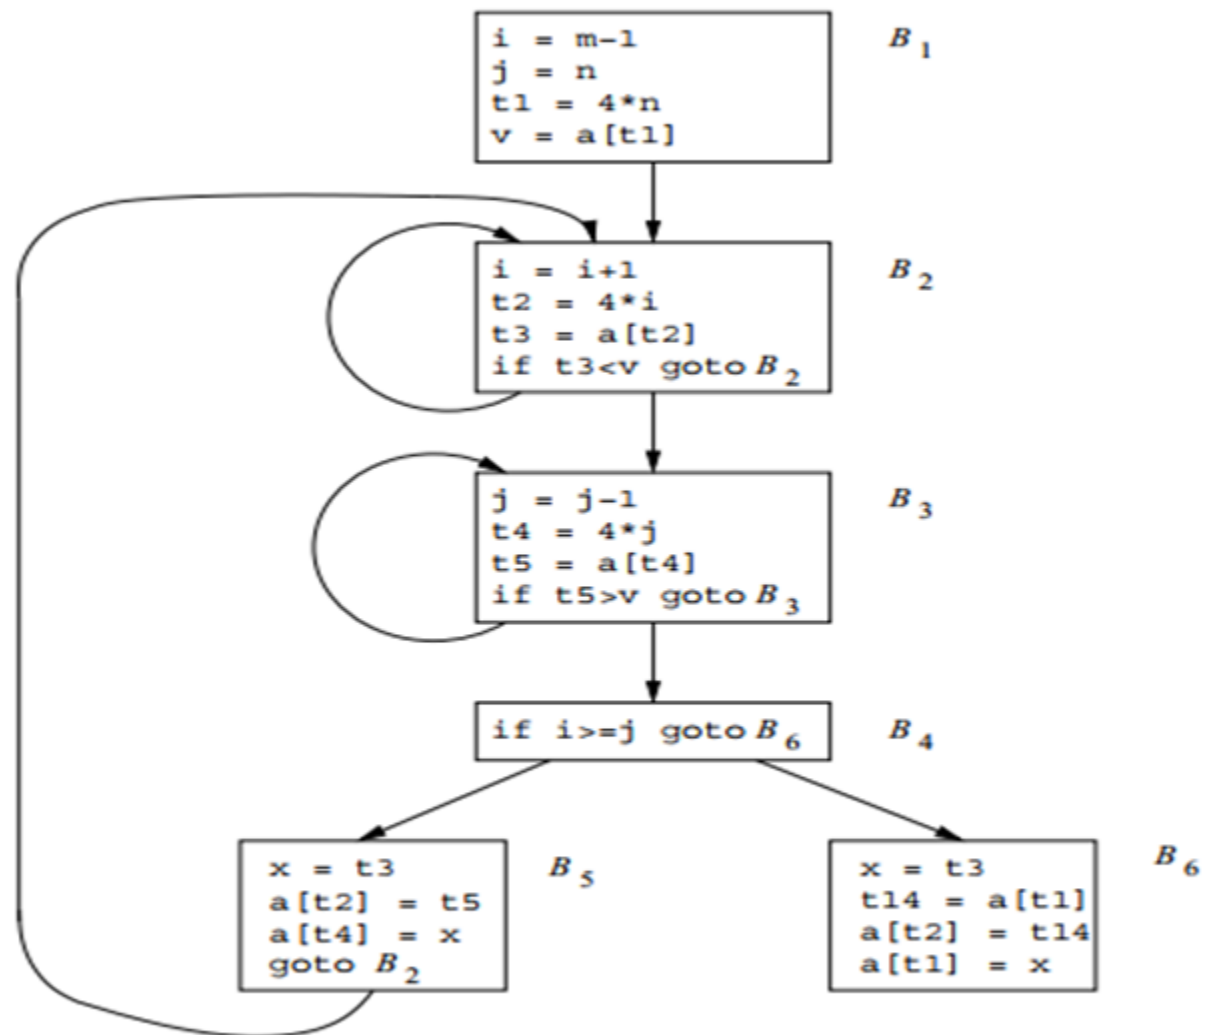 i = m-1
j = n
t1 = 4*n
v = a[t1]
B1
i = i+1
t2 = 4*i
t3 = a[t2]
if t3<v goto B2
B2
j = j-1
t4 = 4*j
t5 = a[t4]
if t5>v goto B3
B3
if i>=j goto B6
B4
x = t3
a[t2] = t5
a[t4] = x
goto B2
B5
x = t3
t14 = a[t1]
a[t2] = t14
a[t1] = x
B6